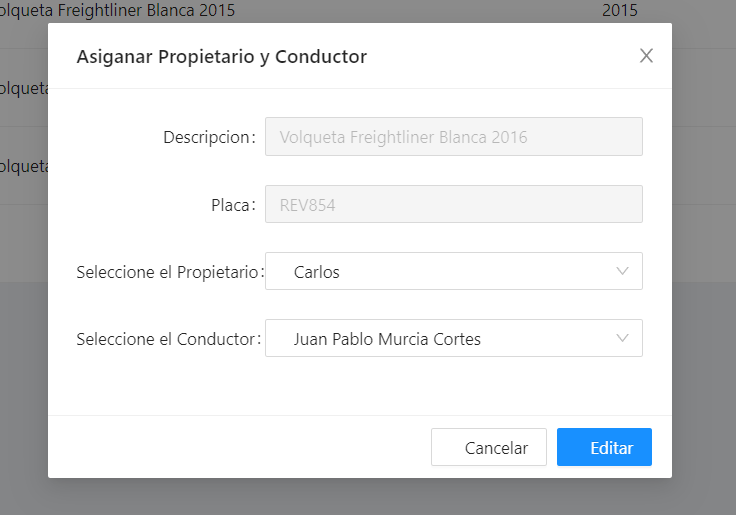 olqueta Freightliner Blanca 2015 2015
Asiganar Propietario y Conductor
olqueta
Descripcion: Volqueta Freightliner Blanca 2016
olqueta
Placa: REV854
Seleccione el Propietario: Carlos
Seleccione el Conductor: Juan Pablo Murcia Cortes
Cancelar Editar